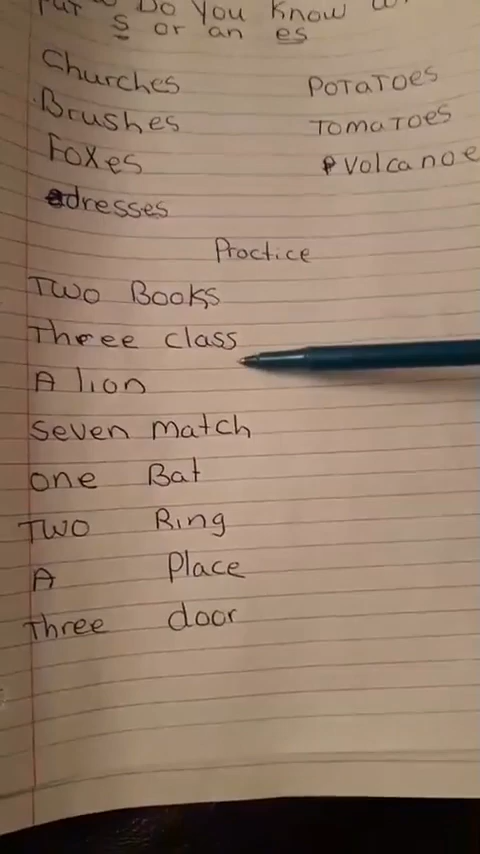 Do You Know
s or an es
Churches
Brushes
Foxes
dresses
Potatoes
Tomatoes
Volcanoe
Practice
Two Books
Three class
A lion
Seven match
one Bat
Two Ring
A Place
Three door